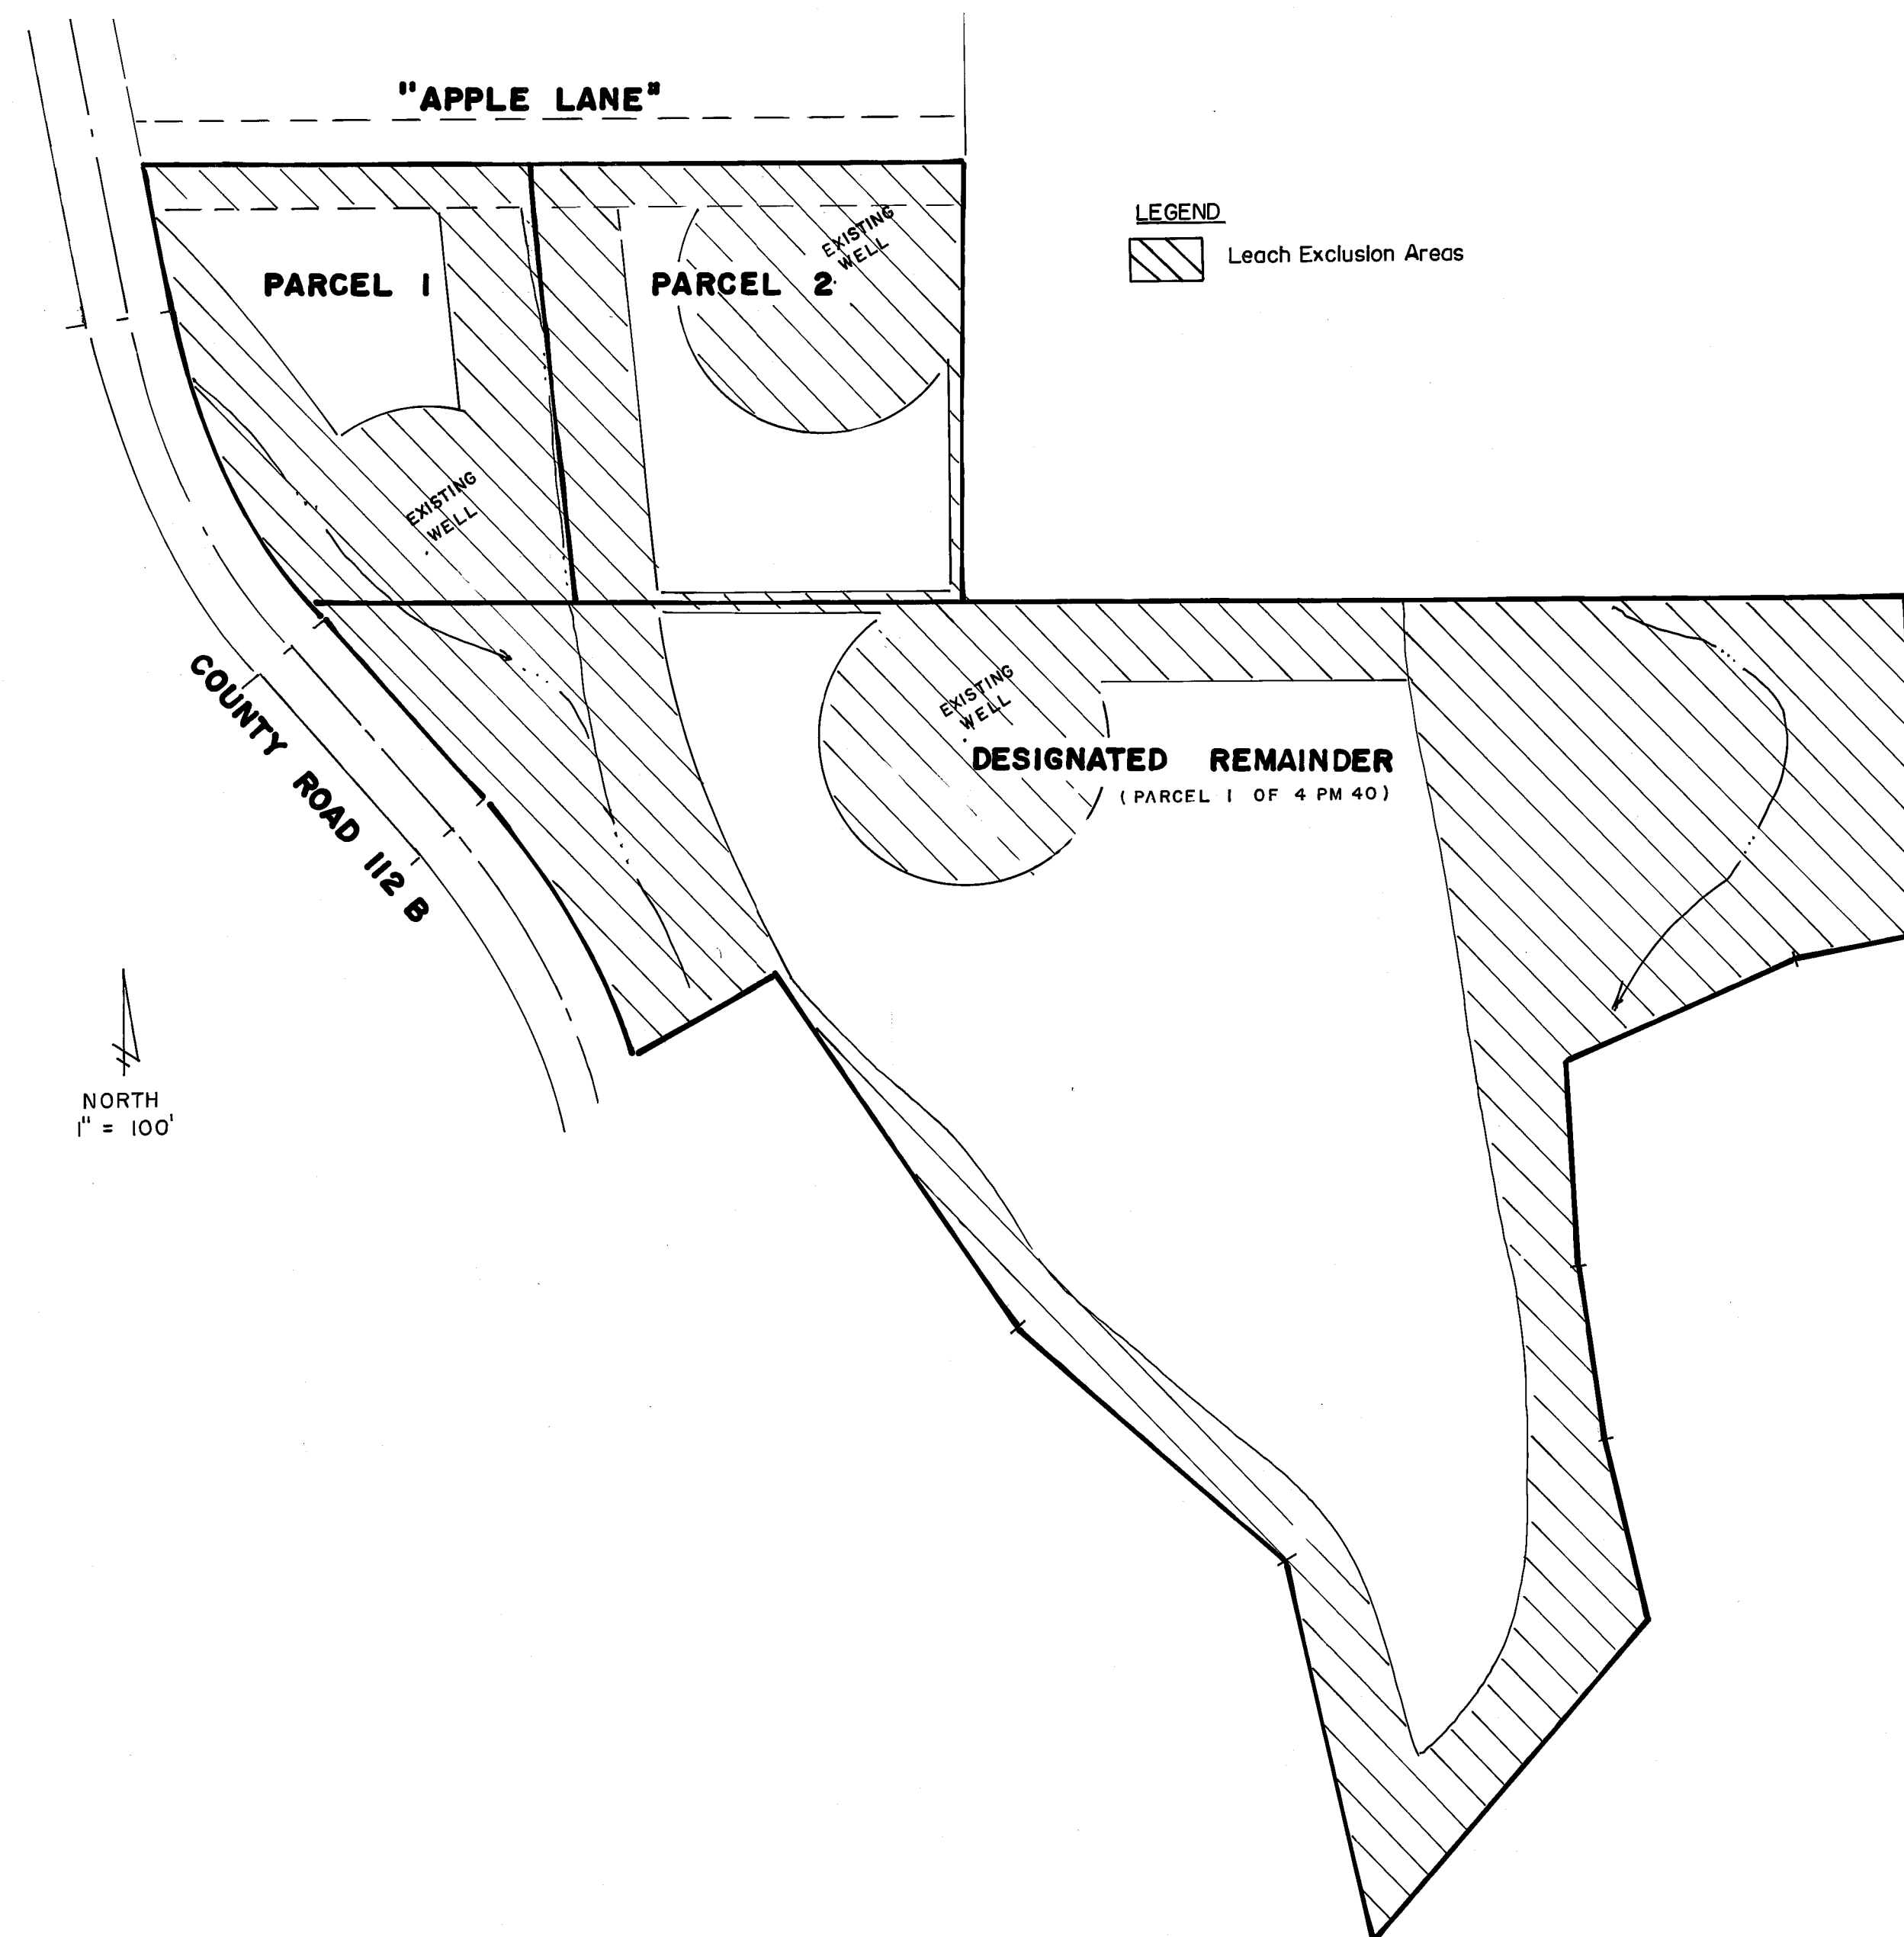 "APPLE LANE"
LEGEND
Leach Exclusion Areas
PARCEL 1
PARCEL 2
EXISTING
WELL
EXISTING
WELL
EXISTING
WELL
DESIGNATED REMAINDER
(PARCEL 1 OF 4 PM 40)
COUNTY ROAD 112 B
NORTH
1" = 100'